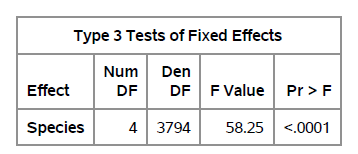 Type 3 Tests of Fixed Effects
Effect Num DF Den DF F Value Pr > F
Species 4 3794 58.25 <.0001